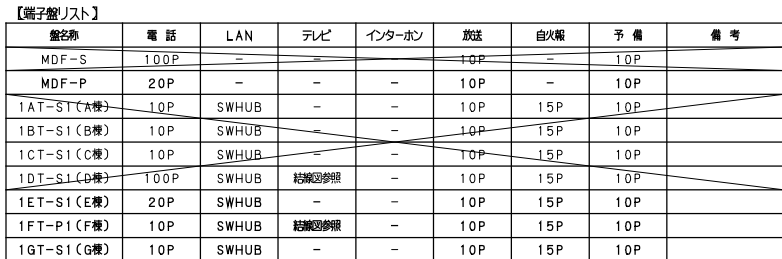 【端子盤リスト】
盤名称 電 話 LAN テレビ インターホン 放送 自火報 予 備 備 考
MDF-S 100P - - - 10P - 10P
MDF-P 20P - - - 10P - 10P
1AT-S1(A棟) 10P SWHUB - - 10P 15P 10P
1BT-S1(B棟) 10P SWHUB - - 10P 15P 10P
1CT-S1(C棟) 10P SWHUB - - 10P 15P 10P
1DT-S1(D棟) 100P SWHUB 結線図参照 - 10P 15P 10P
1ET-S1(E棟) 20P SWHUB - - 10P 15P 10P
1FT-P1(F棟) 10P SWHUB 結線図参照 - 10P 15P 10P
1GT-S1(G棟) 10P SWHUB - - 10P 15P 10P